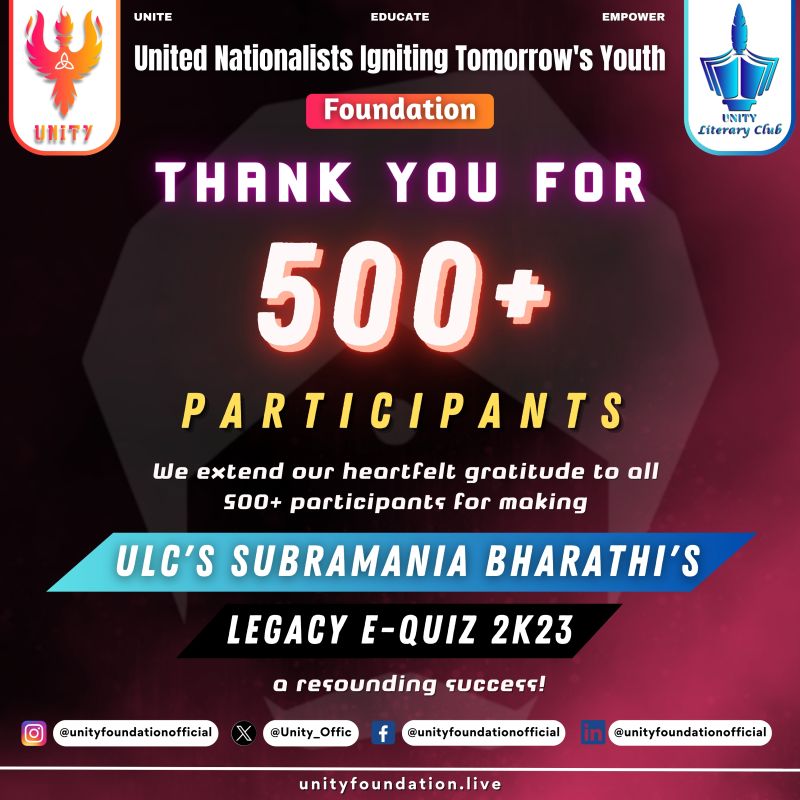 UNITE EDUCATE EMPOWER
United Nationalists Igniting Tomorrow's Youth
Foundation
UNITY
UNITY
Literary Club
THANK YOU FOR
500+
PARTICIPANTS
We extend our heartfelt gratitude to all
500+ participants for making
ULC'S SUBRAMANIA BHARATHI'S
LEGACY E-QUIZ 2K23
a resounding success!
@unityfoundationofficial @Unity_Offic @unityfoundationofficial @unityfoundationofficial
unityfoundation.live